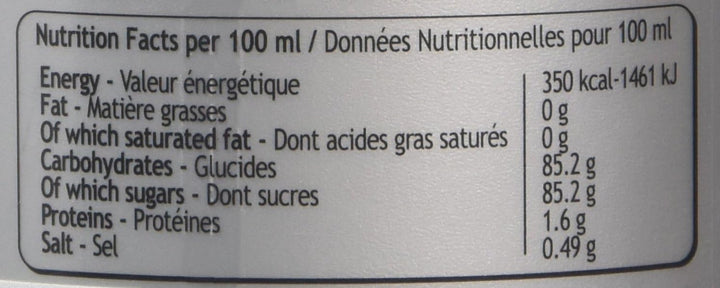 Nutrition Facts per 100 ml / Données Nutritionnelles pour 100 ml
Energy - Valeur énergétique 350 kcal-1461 kJ
Fat - Matière grasses 0 g
Of which saturated fat - Dont acides gras saturés 0 g
Carbohydrates - Glucides 85.2 g
Of which sugars - Dont sucres 85.2 g
Proteins - Protéines 1.6 g
Salt - Sel 0.49 g